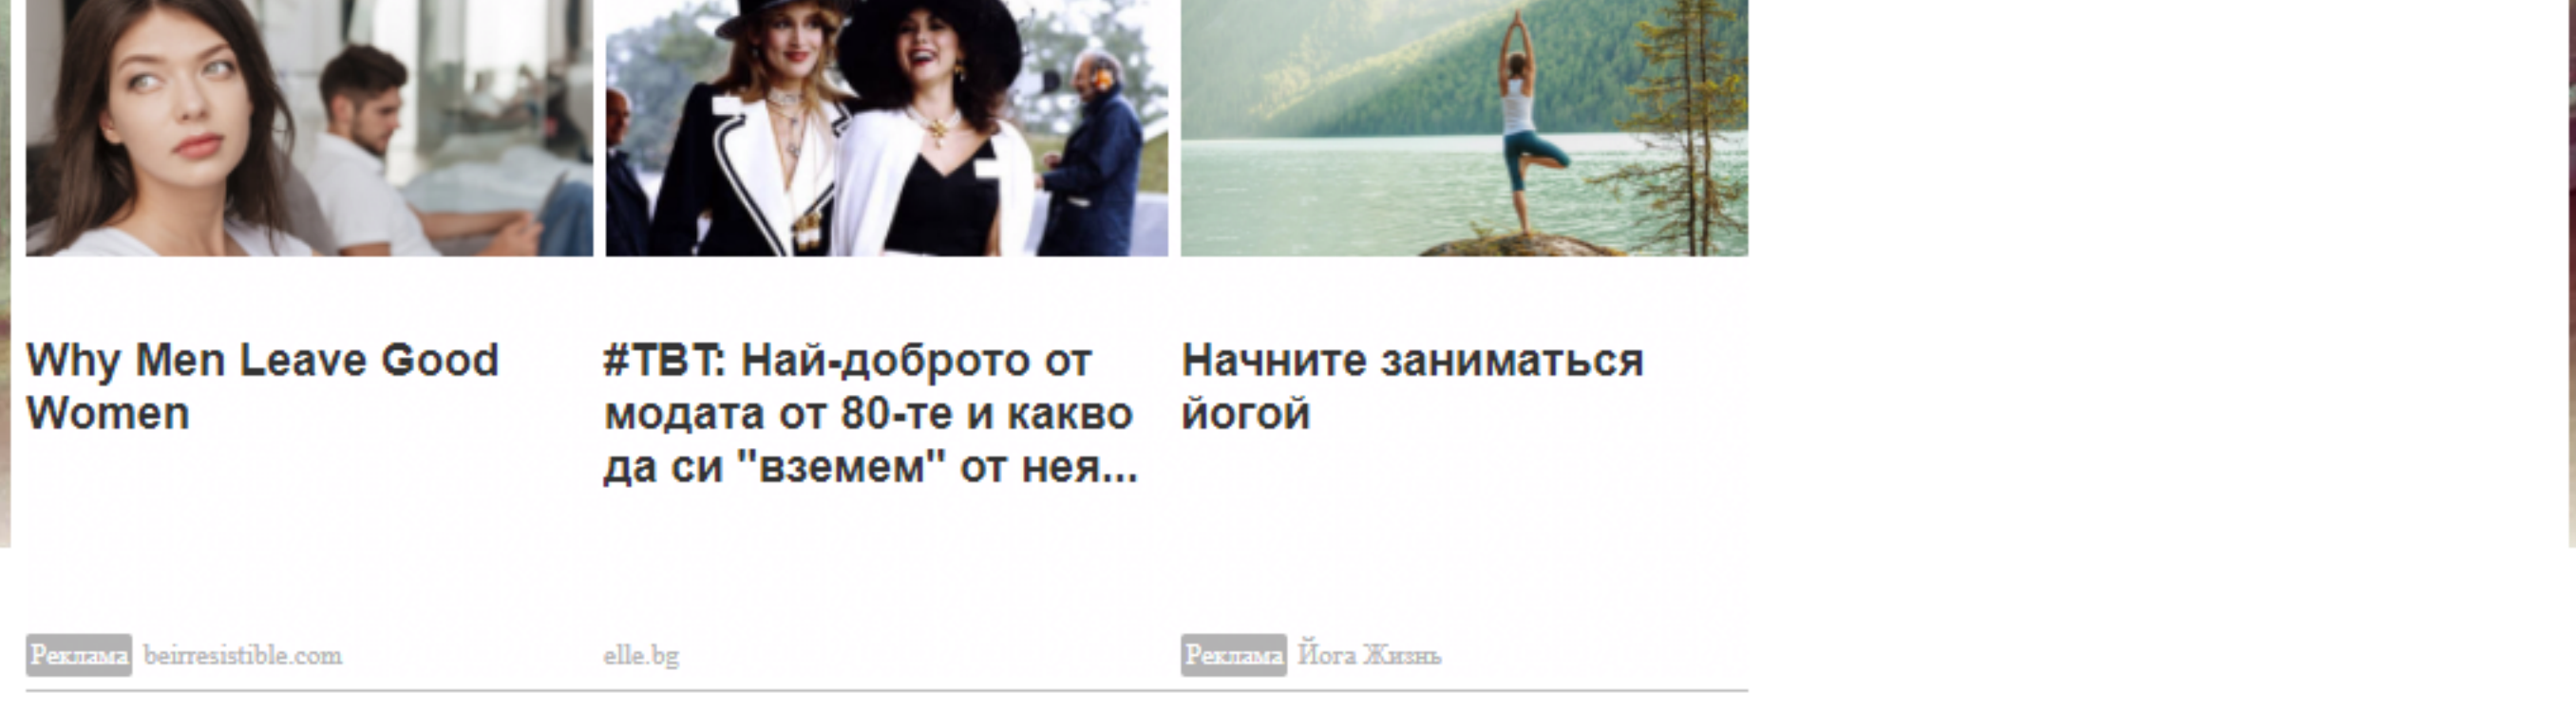 Why Men Leave Good
Women
#TBT: Най-доброто от
модата от 80-те и какво
да си "вземем" от нея...
Начните заниматься
йогой
Реклама beirresistible.com
elle.bg
Реклама Йога Жизнь